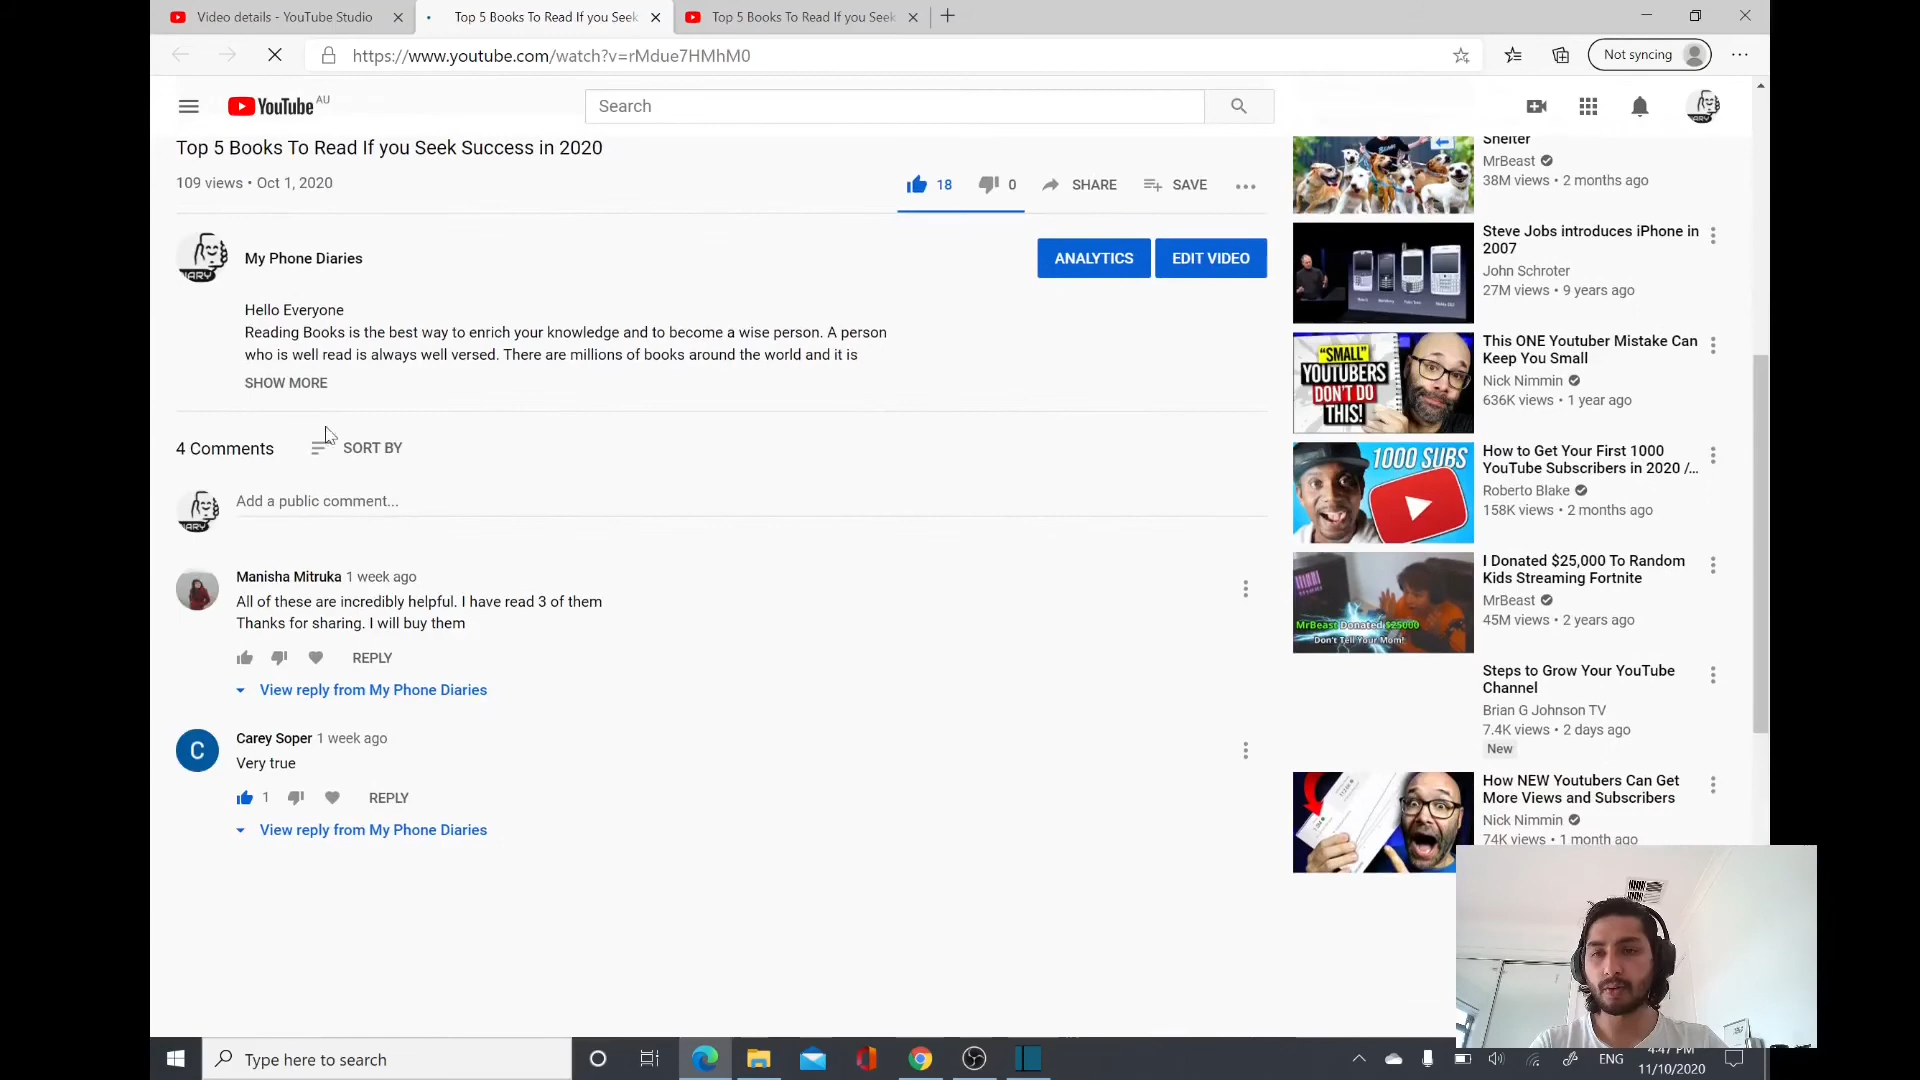 Video details - YouTube Studio
Top 5 Books To Read If you Seek
Top 5 Books To Read If you Seek
https://www.youtube.com/watch?v=rMdue7HMhM0
Not syncing
YouTube AU
Search
Top 5 Books To Read If you Seek Success in 2020
109 views • Oct 1, 2020
18
0
SHARE
SAVE
My Phone Diaries
ANALYTICS
EDIT VIDEO
Hello Everyone
Reading Books is the best way to enrich your knowledge and to become a wise person. A person
who is well read is always well versed. There are millions of books around the world and it is
SHOW MORE
4 Comments
SORT BY
Add a public comment...
Manisha Mitruka 1 week ago
All of these are incredibly helpful. I have read 3 of them
Thanks for sharing. I will buy them
REPLY
View reply from My Phone Diaries
C
Carey Soper 1 week ago
Very true
1
REPLY
View reply from My Phone Diaries
Shelter
MrBeast
38M views • 2 months ago
Steve Jobs introduces iPhone in
2007
John Schroter
27M views • 9 years ago
"SMALL"
YOUTUBERS
DON'T DO
THIS!
This ONE Youtuber Mistake Can
Keep You Small
Nick Nimmin
636K views • 1 year ago
1000 SUBS
How to Get Your First 1000
YouTube Subscribers in 2020 /...
Roberto Blake
158K views • 2 months ago
MrBeast Donated $25000
Don't Tell Your Mom!
I Donated $25,000 To Random
Kids Streaming Fortnite
MrBeast
45M views • 2 years ago
Steps to Grow Your YouTube
Channel
Brian G Johnson TV
7.4K views • 2 days ago
New
How NEW Youtubers Can Get
More Views and Subscribers
Nick Nimmin
74K views • 1 month ago
Type here to search
ENG
4:47 PM
11/10/2020